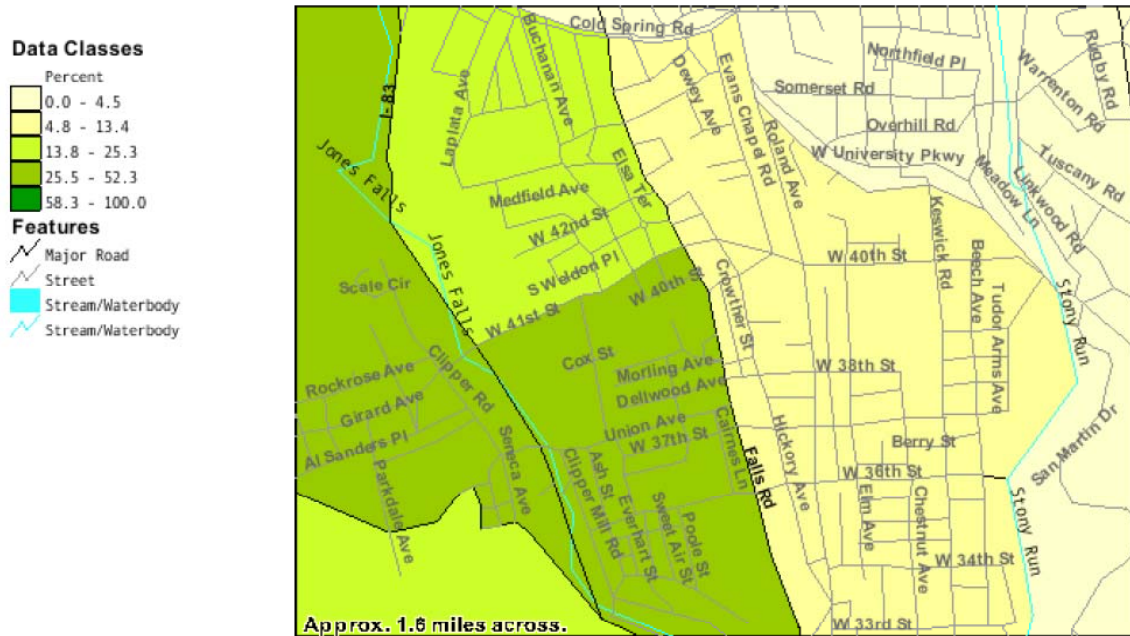 Data Classes
Percent
0.0 - 4.5
4.8 - 13.4
13.8 - 25.3
25.5 - 52.3
58.3 - 100.0
Features
Major Road
Street
Stream/Waterbody
Stream/Waterbody
Cold Spring Rd
Buchanan Ave
Laplata Ave
I-83
Jones Falls
Jones Falls
Dewey Ave
Evans Chapel Rd
Roland Ave
Northfield Pl
Somerset Rd
Overhill Rd
W University Pkwy
Warrenton Rd
Rugby Rd
Tuscany Rd
Linkwood Rd
Meadow Ln
Elsa Ter
Medfield Ave
W 42nd St
S Weldon Pl
W 40th St
W 41st St
Scale Cir
Crowther St
W 40th St
Keswick Rd
Beech Ave
Tudor Arms Ave
Stony Run
Clipper Rd
Rockrose Ave
Girard Ave
Al Sanders Pl
Parkdale Ave
Seneca Ave
Cox St
Morling Ave
Dellwood Ave
Union Ave
W 37th St
Cairnes Ln
Falls Rd
Hickory Ave
W 38th St
Berry St
W 36th St
San Martin Dr
Stony Run
Clipper Mill Rd
Ash St
Everhart St
Sweet Air St
Poole St
Elm Ave
Chestnut Ave
W 34th St
W 33rd St
Approx. 1.6 miles across.